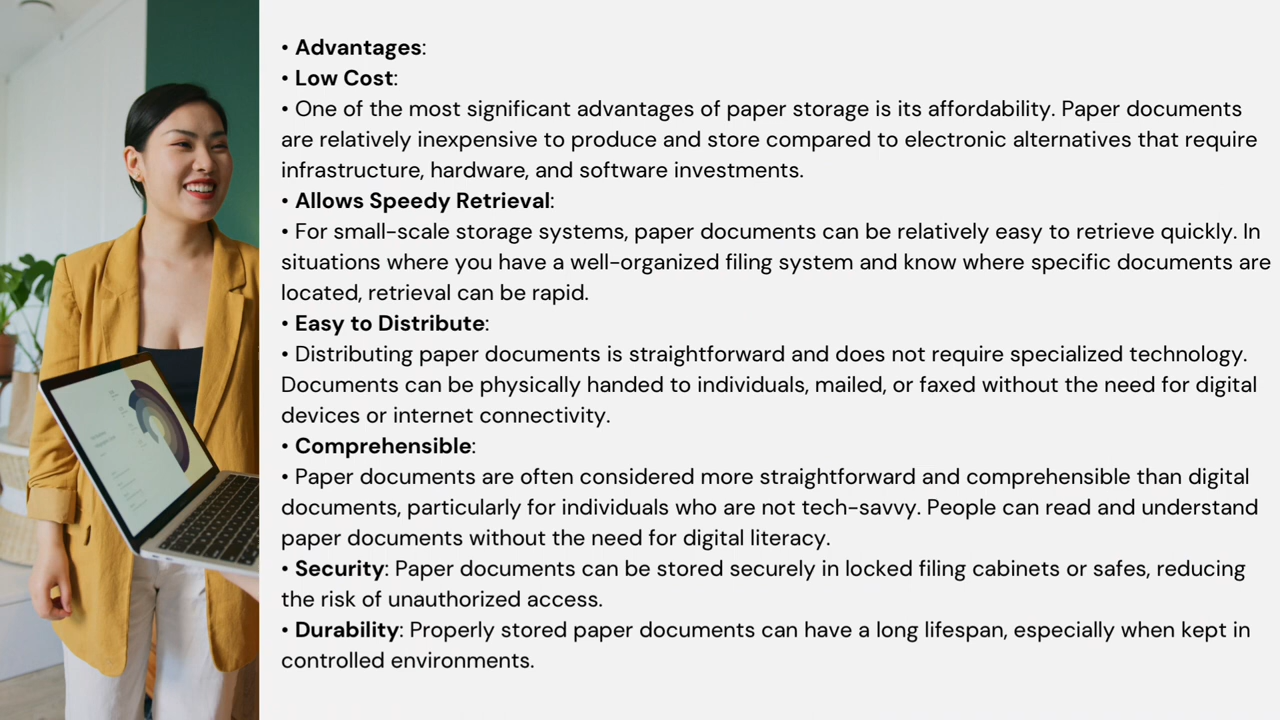 • Advantages:
• Low Cost:
• One of the most significant advantages of paper storage is its affordability. Paper documents
are relatively inexpensive to produce and store compared to electronic alternatives that require
infrastructure, hardware, and software investments.
• Allows Speedy Retrieval:
• For small-scale storage systems, paper documents can be relatively easy to retrieve quickly. In
situations where you have a well-organized filing system and know where specific documents are
located, retrieval can be rapid.
• Easy to Distribute:
• Distributing paper documents is straightforward and does not require specialized technology.
Documents can be physically handed to individuals, mailed, or faxed without the need for digital
devices or internet connectivity.
• Comprehensible:
• Paper documents are often considered more straightforward and comprehensible than digital
documents, particularly for individuals who are not tech-savvy. People can read and understand
paper documents without the need for digital literacy.
• Security: Paper documents can be stored securely in locked filing cabinets or safes, reducing
the risk of unauthorized access.
• Durability: Properly stored paper documents can have a long lifespan, especially when kept in
controlled environments.